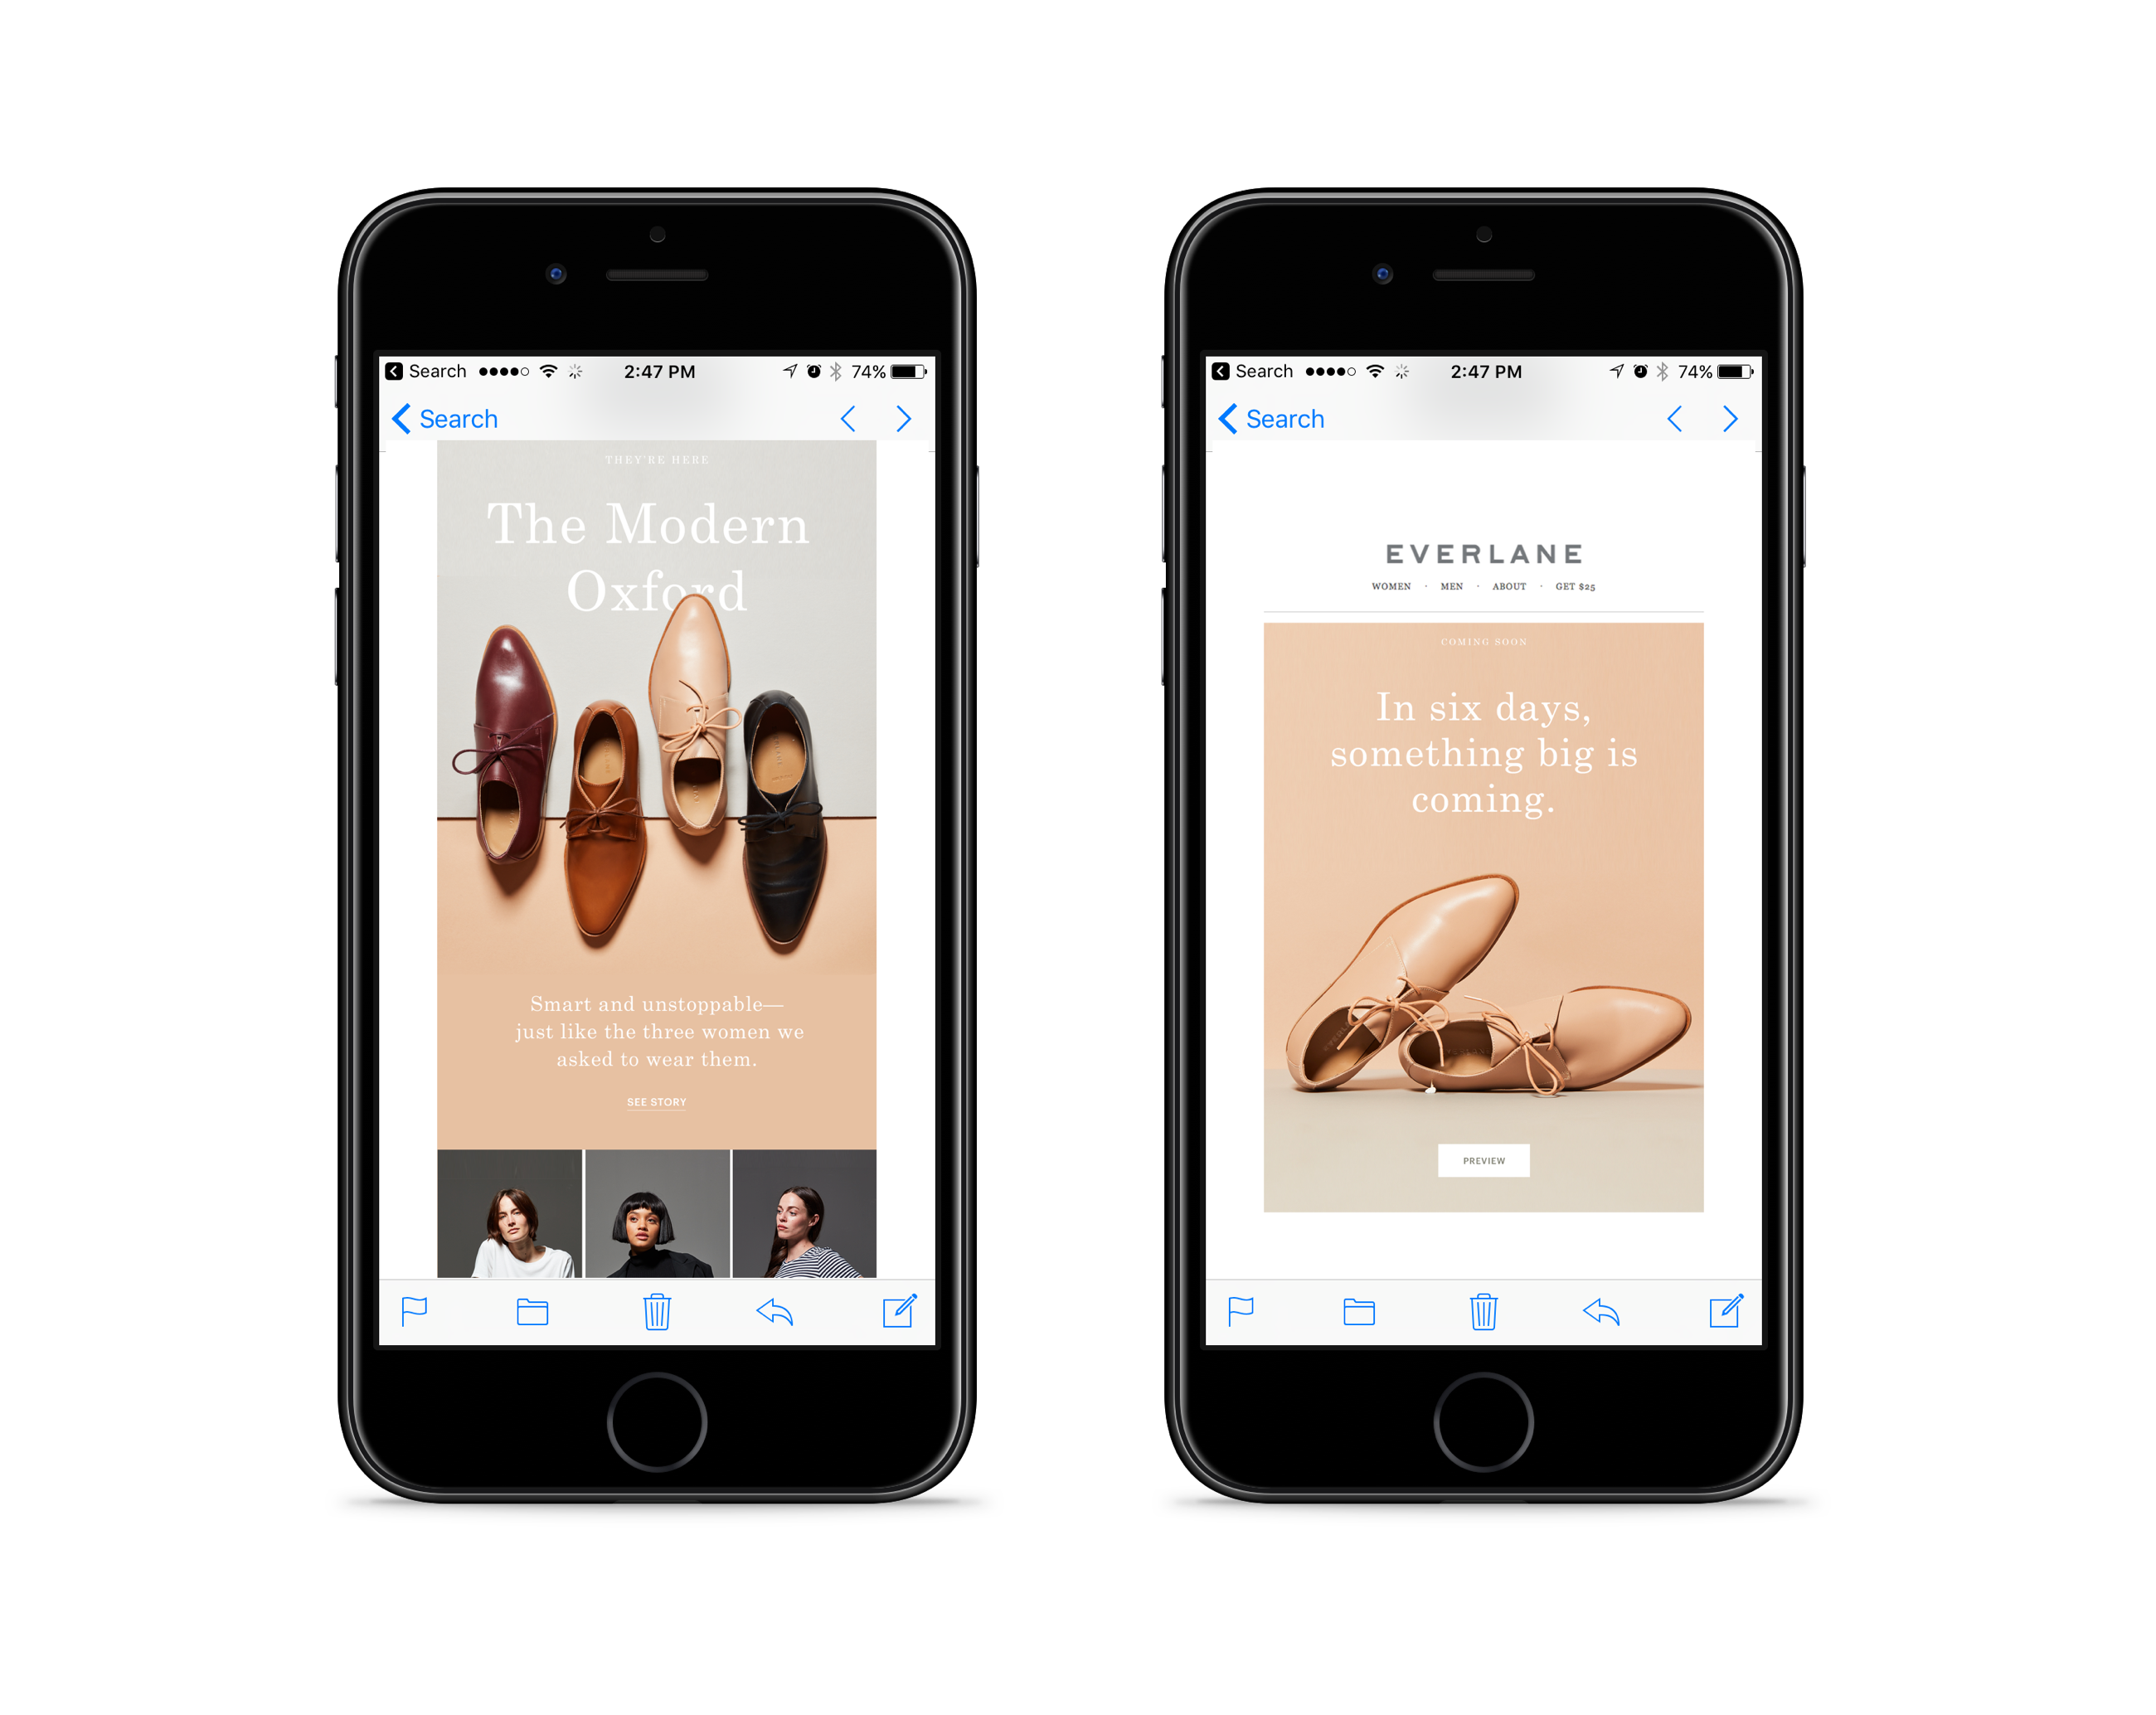 Search 2:47 PM 74%
Search
THEY'RE HERE
The Modern
Oxford
Smart and unstoppable—
just like the three women we
asked to wear them.
SEE STORY
Search 2:47 PM 74%
Search
EVERLANE
WOMEN · MEN · ABOUT · GET $25
COMING SOON
In six days,
something big is
coming.
PREVIEW